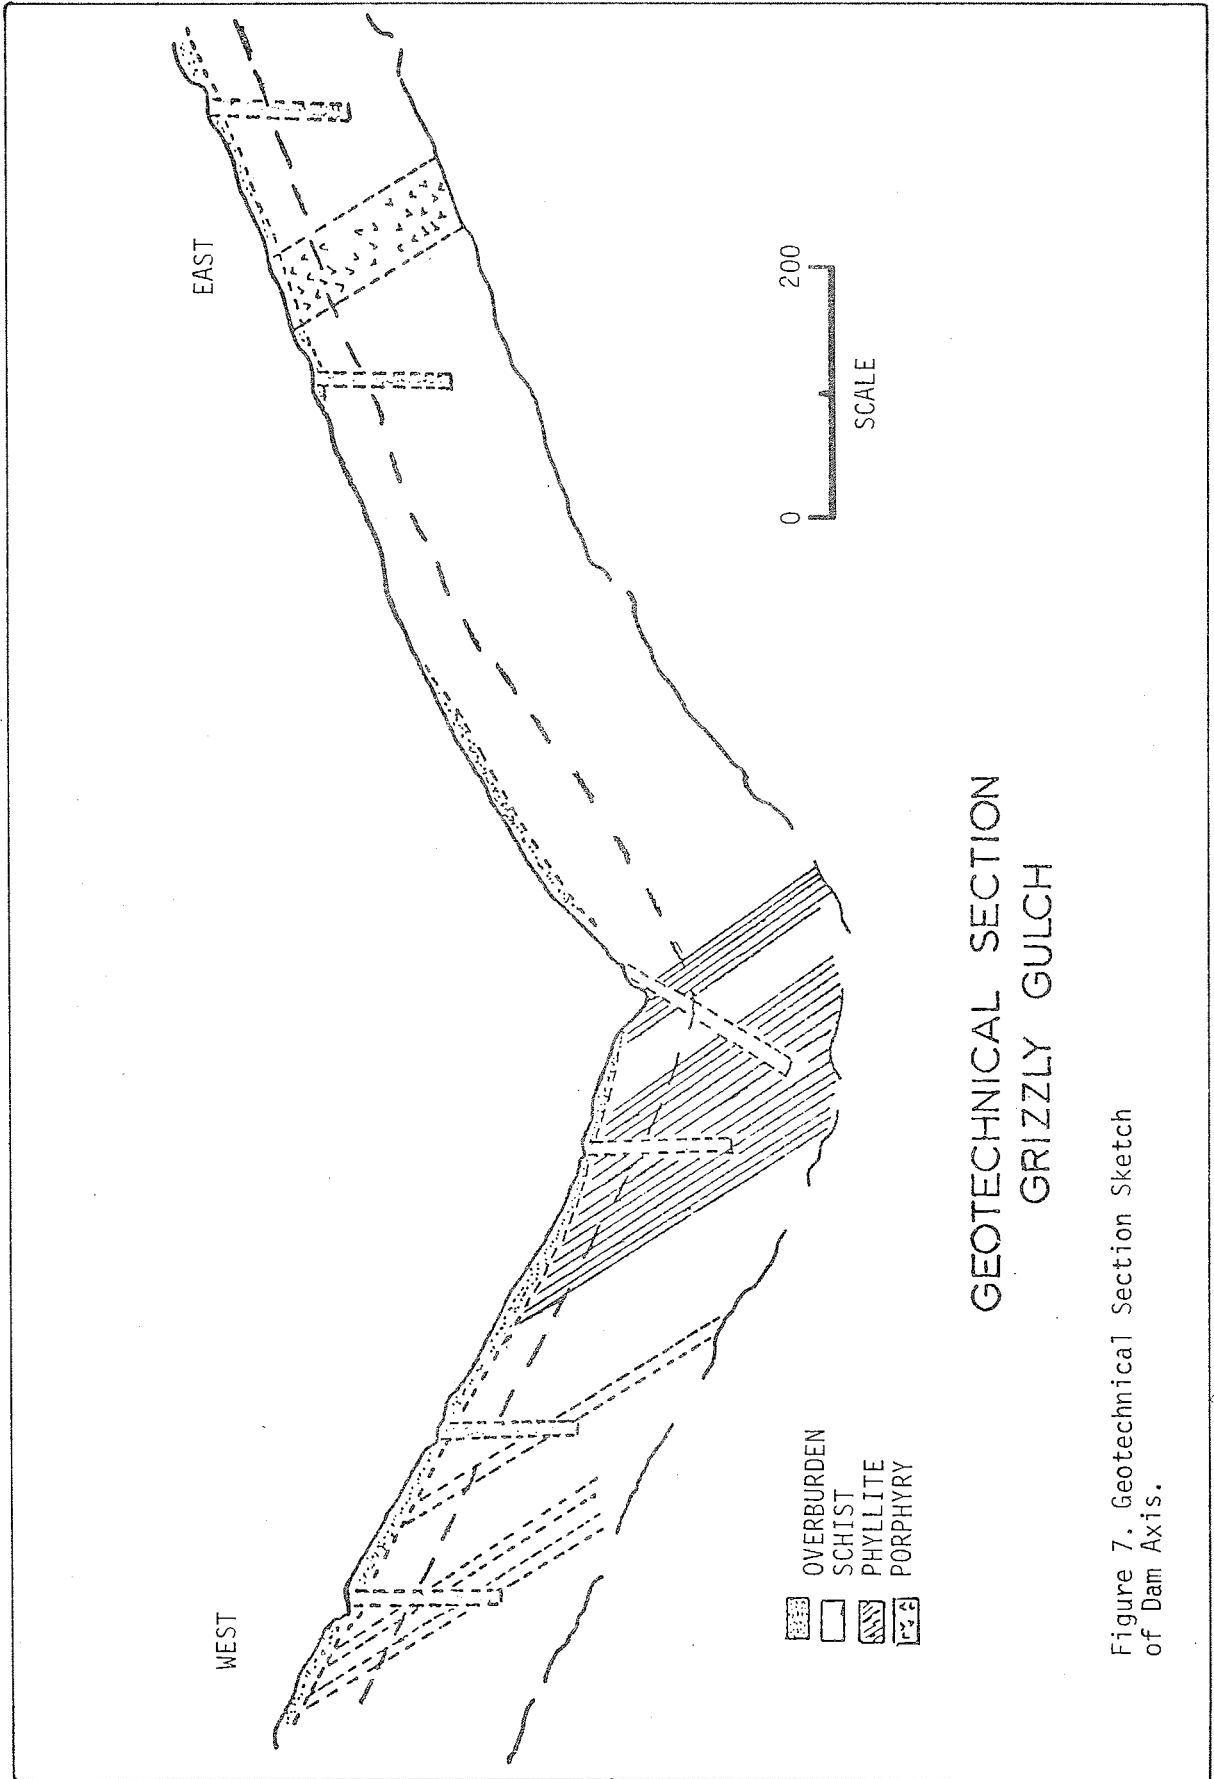 WEST
EAST
0 200
SCALE
OVERBURDEN
SCHIST
PHYLLITE
PORPHYRY
GEOTECHNICAL SECTION
GRIZZLY GULCH
Figure 7. Geotechnical Section Sketch
of Dam Axis.